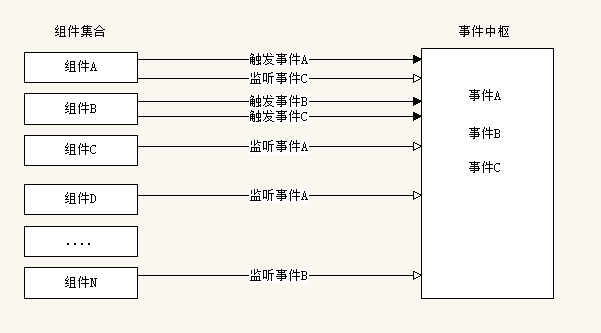 组件集合
事件中枢
组件A
触发事件A
监听事件C
组件B
触发事件B
触发事件C
事件A
组件C
监听事件A
事件B
事件C
组件D
监听事件A
....
组件N
监听事件B